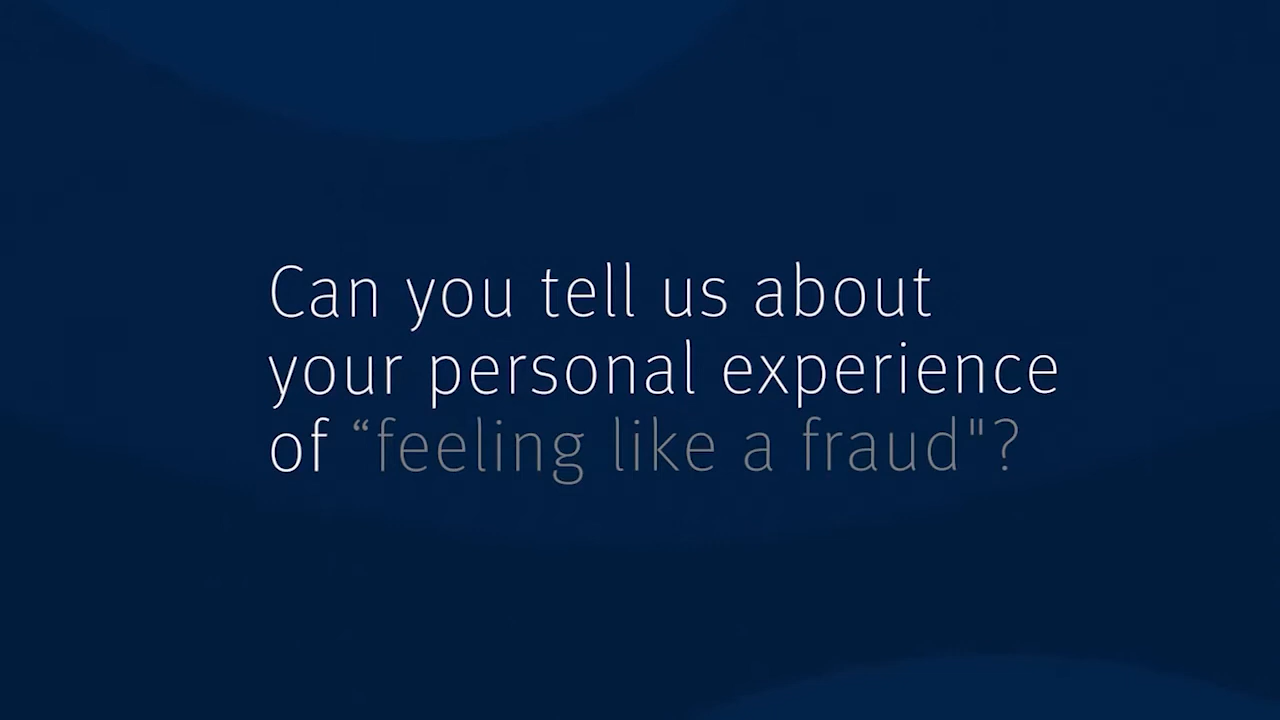 Can you tell us about
your personal experience
of “feeling like a fraud"?